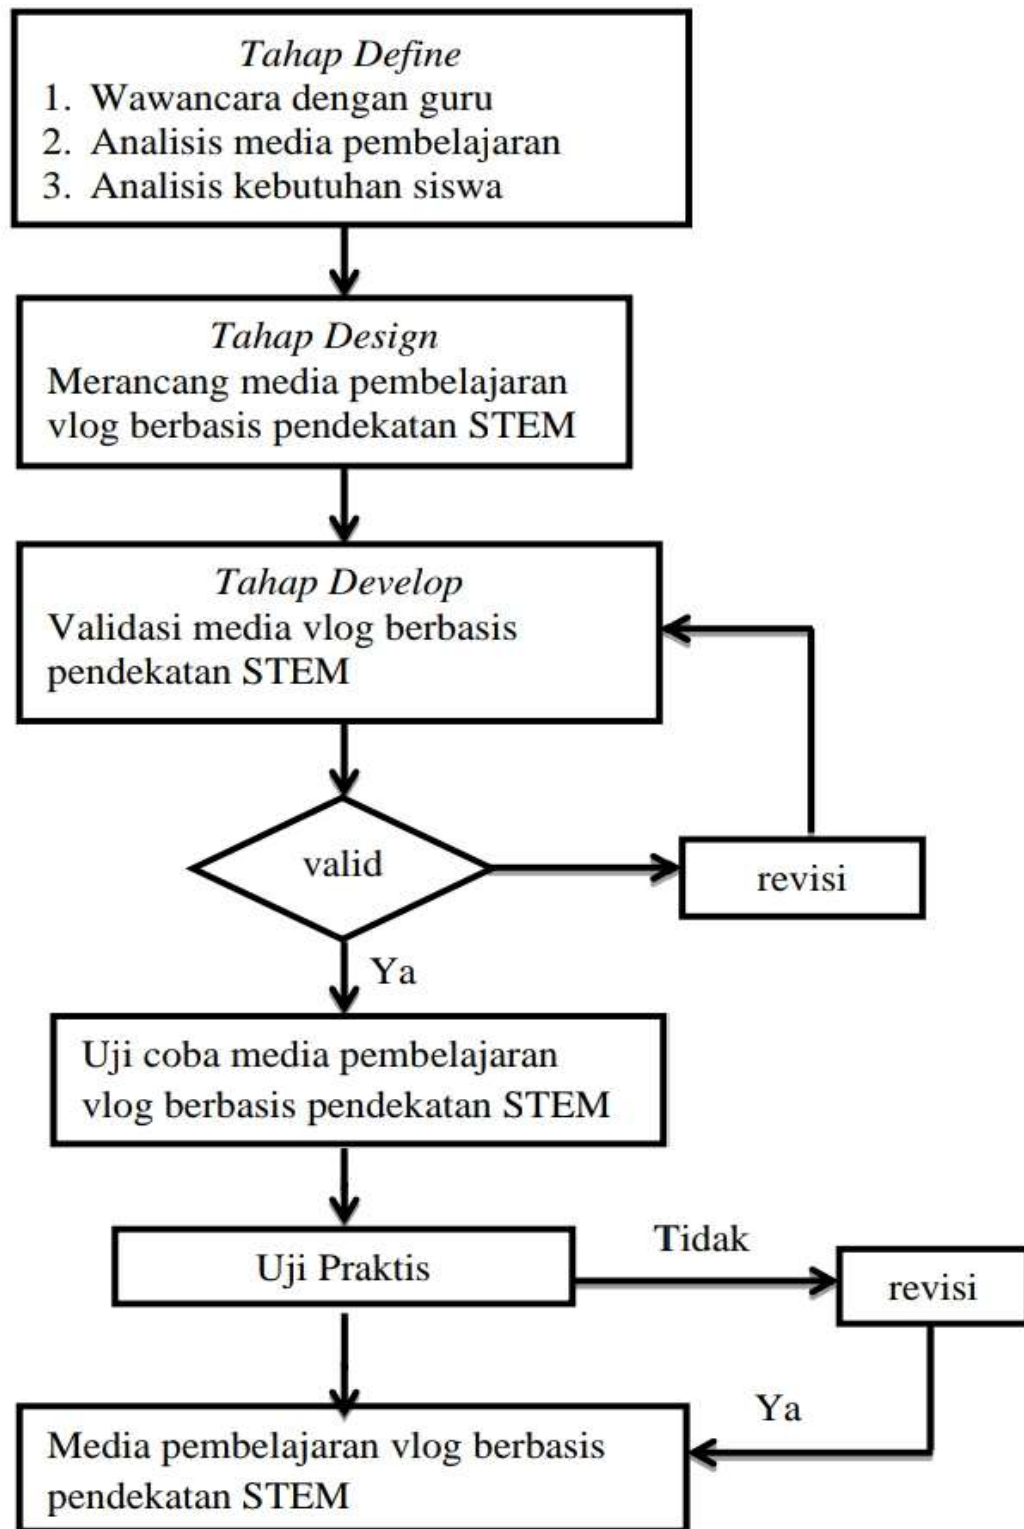 Tahap Define
1. Wawancara dengan guru
2. Analisis media pembelajaran
3. Analisis kebutuhan siswa
Tahap Design
Merancang media pembelajaran
vlog berbasis pendekatan STEM
Tahap Develop
Validasi media vlog berbasis
pendekatan STEM
valid
revisi
Ya
Uji coba media pembelajaran
vlog berbasis pendekatan STEM
Uji Praktis
Tidak
revisi
Ya
Media pembelajaran vlog berbasis
pendekatan STEM